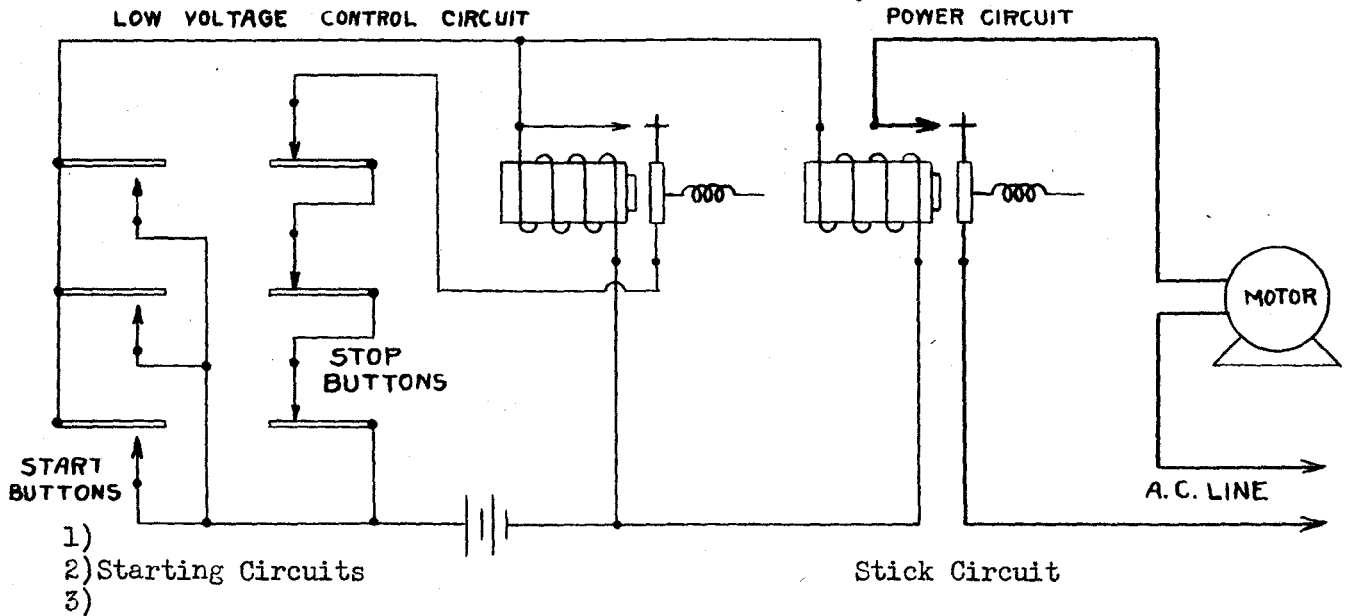 LOW VOLTAGE CONTROL CIRCUIT
POWER CIRCUIT
STOP
BUTTONS
MOTOR
START
BUTTONS
A.C. LINE
1)
2)Starting Circuits
Stick Circuit
3)